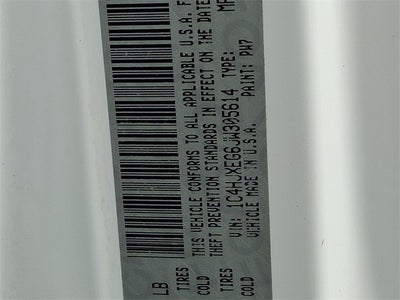 LB
TIRES
COLD
THIS VEHICLE CONFORMS TO ALL APPLICABLE U.S.A. F
THEFT PREVENTION STANDARDS IN EFFECT ON THE DATE
VIN: 1C4HJXEG6JW305614 TYPE: MP
VEHICLE MADE IN U.S.A. PAINT: PW7
TIRES
COLD